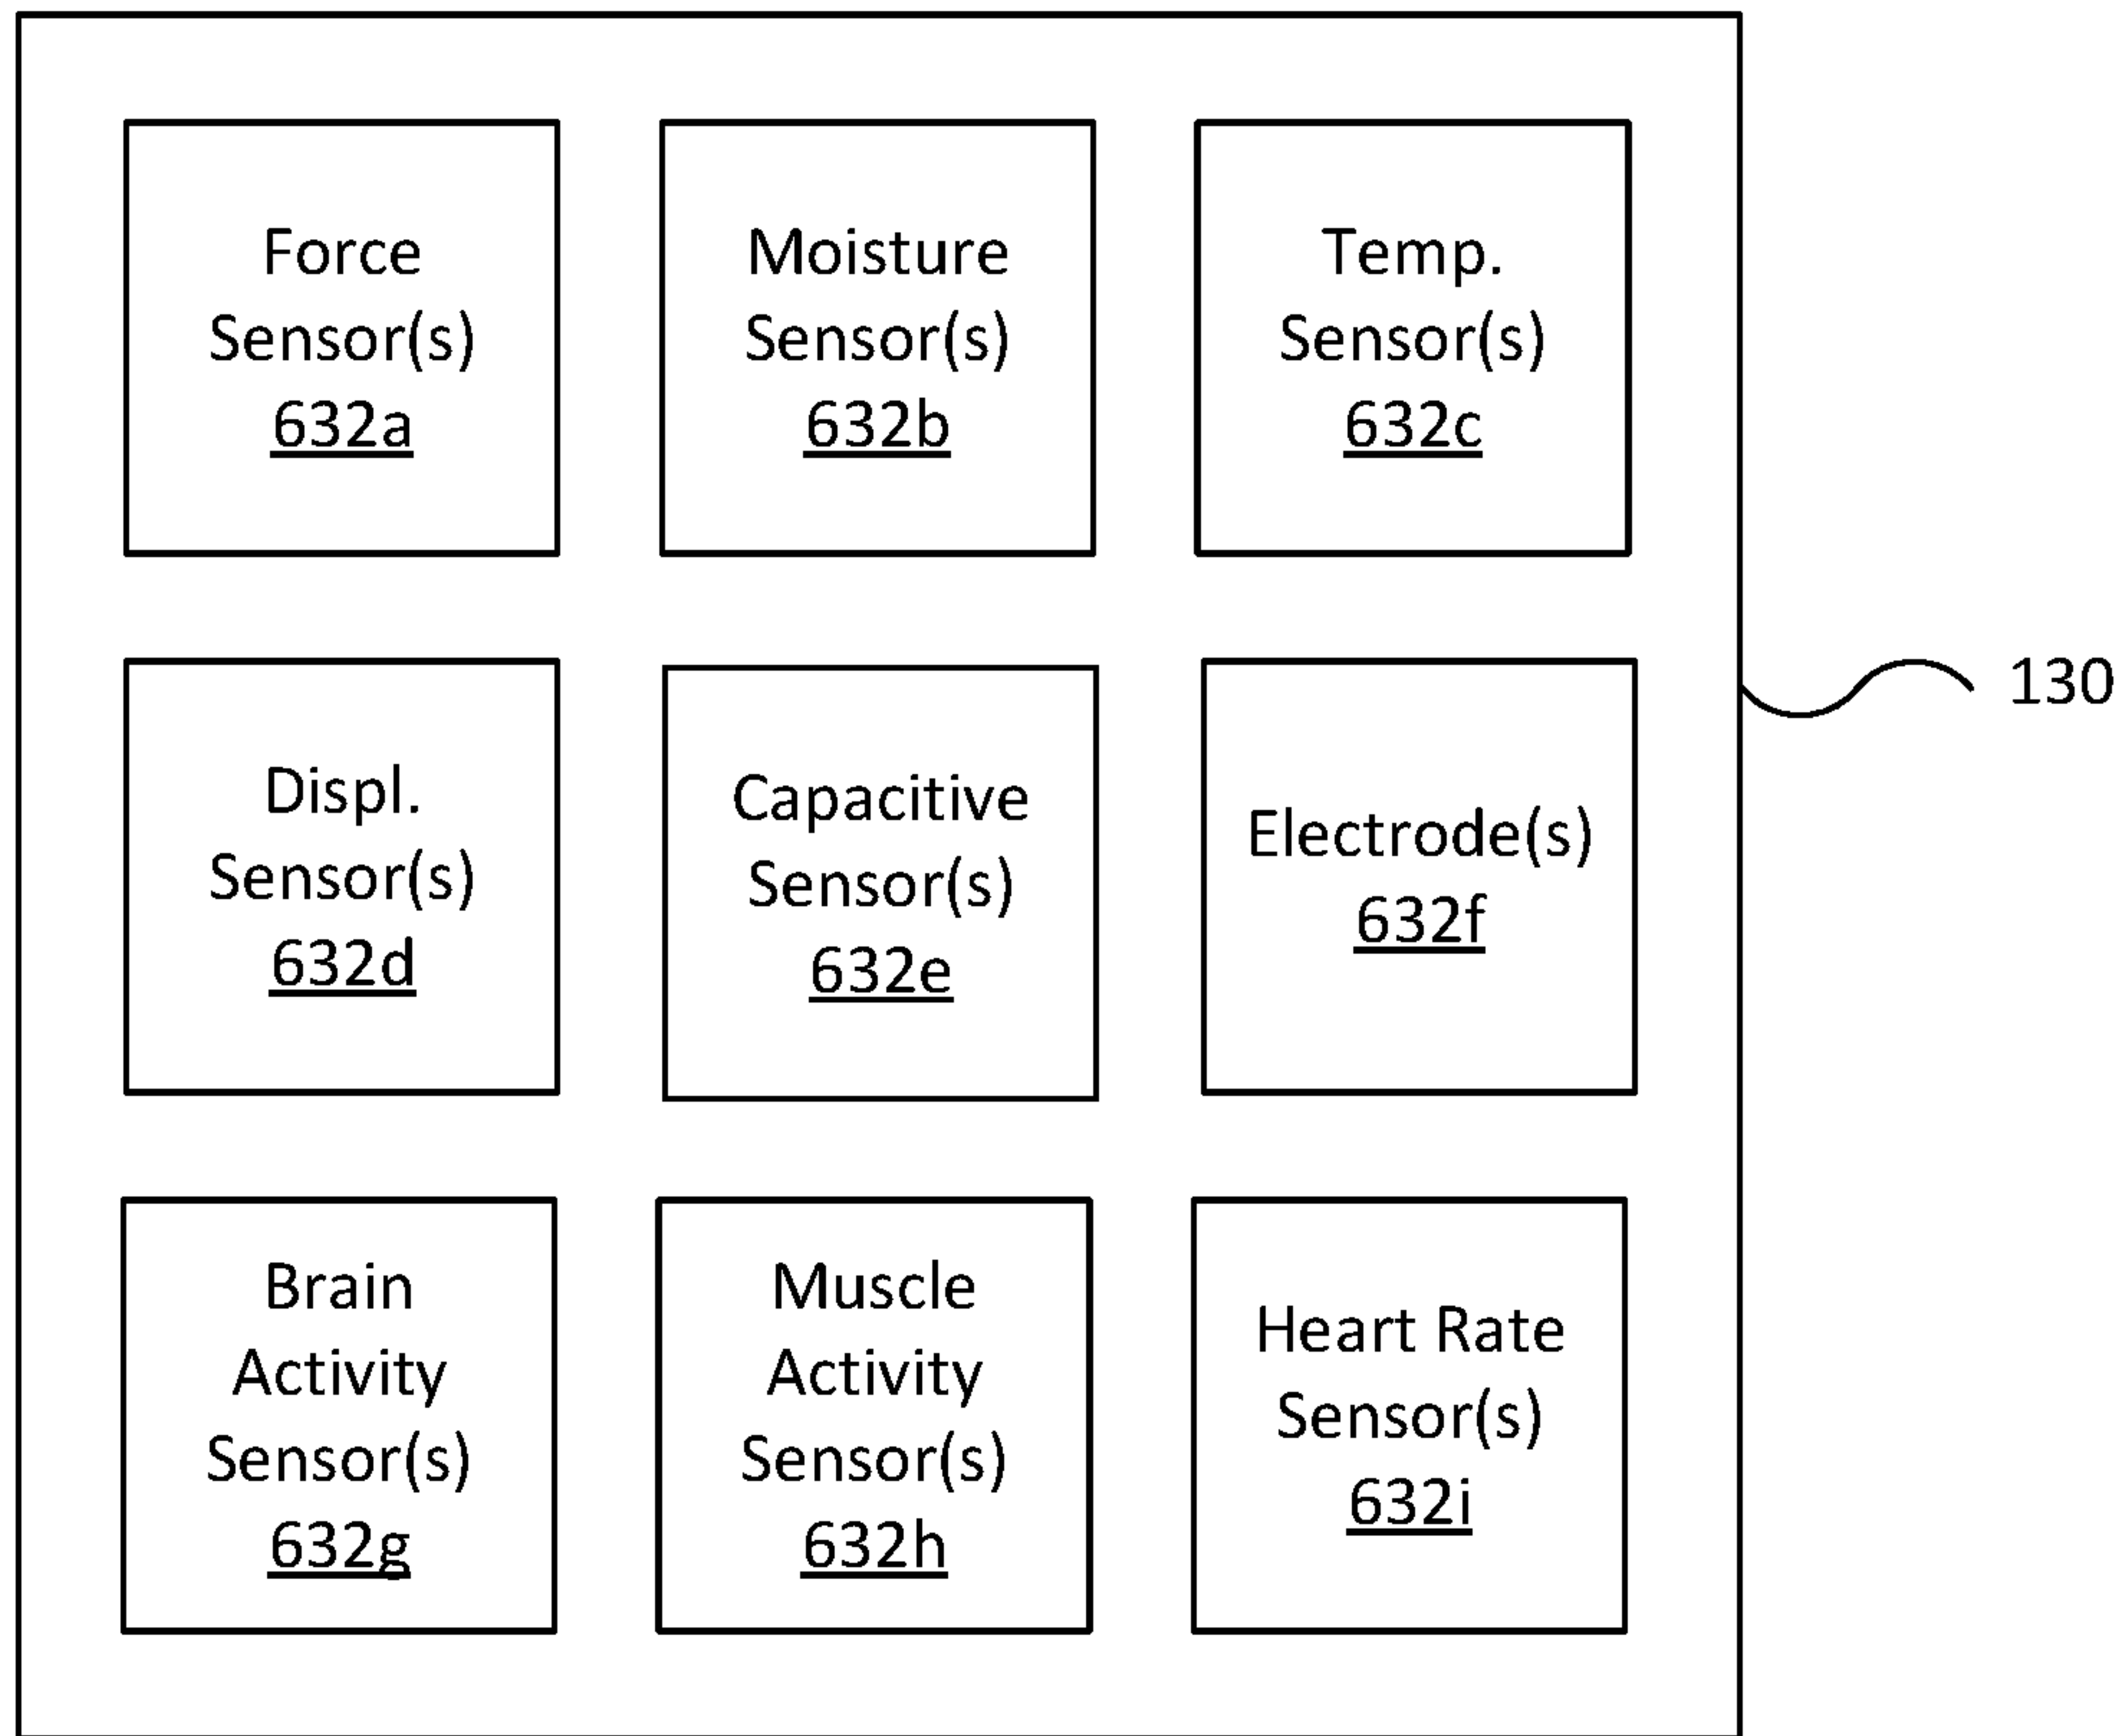 Force
Sensor(s)
632a
Moisture
Sensor(s)
632b
Temp.
Sensor(s)
632c
Displ.
Sensor(s)
632d
Capacitive
Sensor(s)
632e
Electrode(s)
632f
130
Brain
Activity
Sensor(s)
632g
Muscle
Activity
Sensor(s)
632h
Heart Rate
Sensor(s)
632i